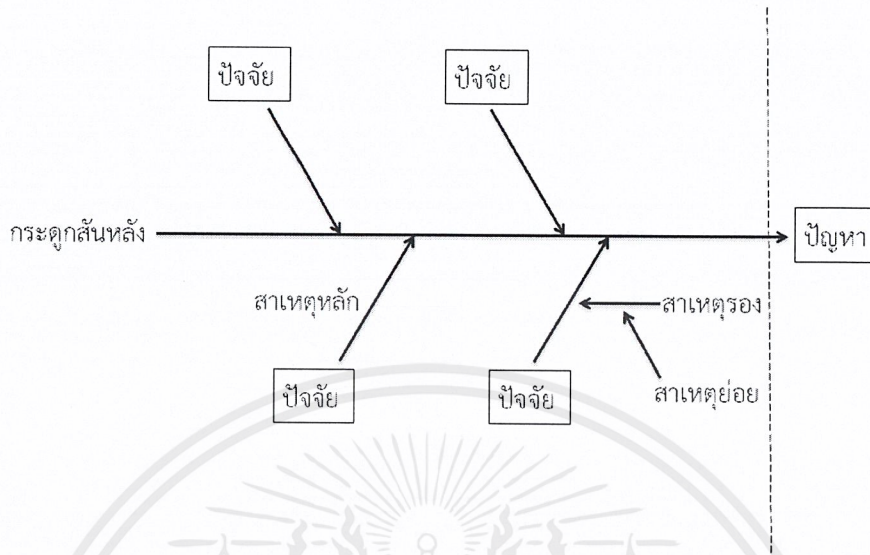 ปัจจัย
ปัจจัย
กระดูกสันหลัง
ปัญหา
สาเหตุหลัก
สาเหตุรอง
ปัจจัย
ปัจจัย
สาเหตุย่อย